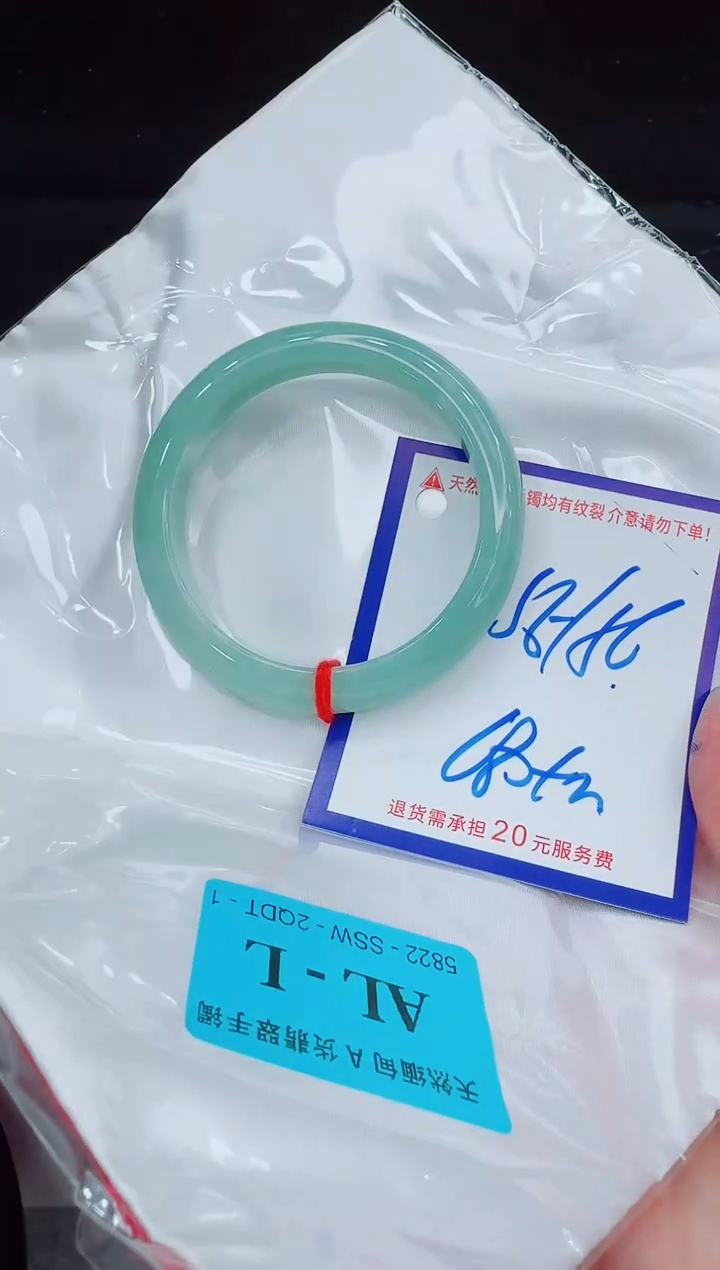 ⚠天然 镯均有纹裂 介意请勿下单!
退货需承担20元服务费
天然缅甸A货翡翠手镯
AL-L
5822-SSW-2QDT-1